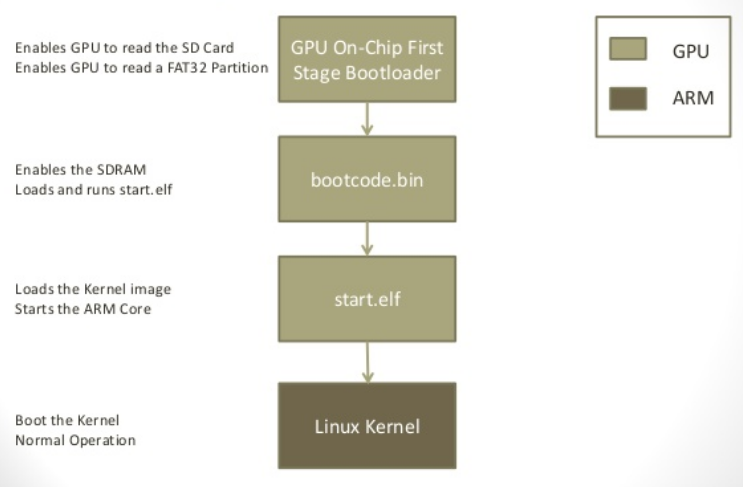 Enables GPU to read the SD Card
Enables GPU to read a FAT32 Partition
GPU On-Chip First
Stage Bootloader
GPU
ARM
Enables the SDRAM
Loads and runs start.elf
bootcode.bin
Loads the Kernel image
Starts the ARM Core
start.elf
Boot the Kernel
Normal Operation
Linux Kernel